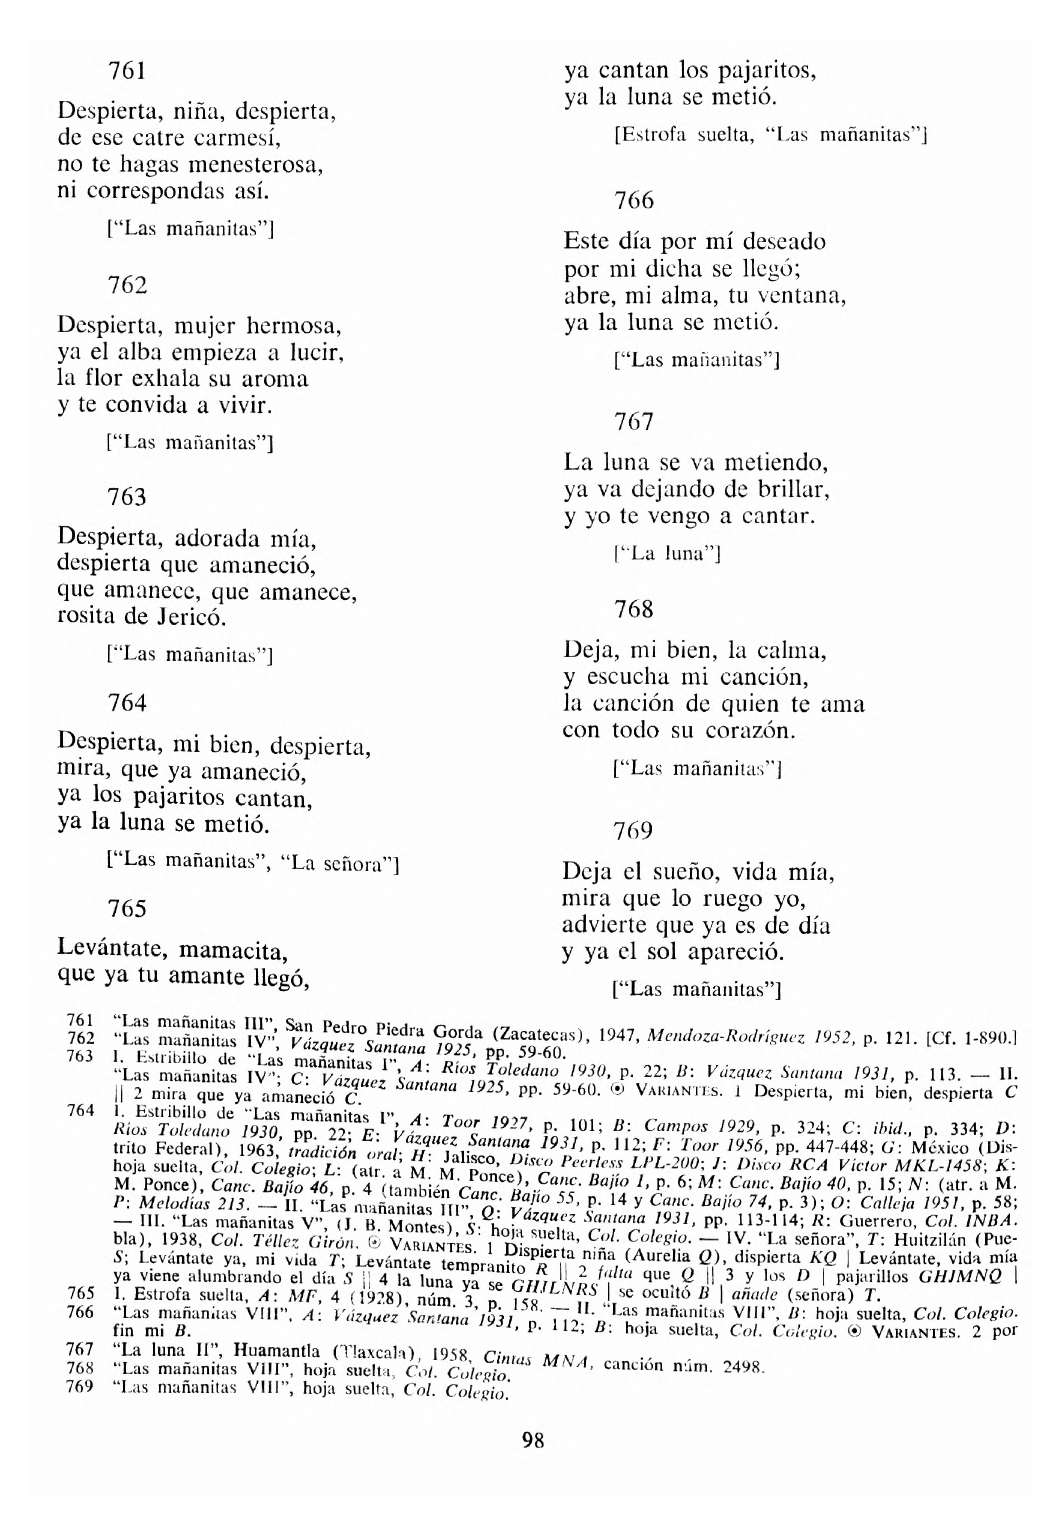 761
Despierta, niña, despierta,
de ese catre carmesí,
no te hagas menesterosa,
ni correspondas así.
[“Las mañanitas”]
762
Despierta, mujer hermosa,
ya el alba empieza a lucir,
la flor exhala su aroma
y te convida a vivir.
[“Las mañanitas”]
763
Despierta, adorada mía,
despierta que amaneció,
que amanece, que amanece,
rosita de Jericó.
[“Las mañanitas”]
764
Despierta, mi bien, despierta,
mira, que ya amaneció,
ya los pajaritos cantan,
ya la luna se metió.
[“Las mañanitas”, “La señora”]
765
Levántate, mamacita,
que ya tu amante llegó,
ya cantan los pajaritos,
ya la luna se metió.
[Estrofa suelta, “Las mañanitas”]
766
Este día por mí deseado
por mi dicha se llegó;
abre, mi alma, tu ventana,
ya la luna se metió.
[“Las mañanitas”]
767
La luna se va metiendo,
ya va dejando de brillar,
y yo te vengo a cantar.
[“La luna”]
768
Deja, mi bien, la calma,
y escucha mi canción,
la canción de quien te ama
con todo su corazón.
[“Las mañanitas”]
769
Deja el sueño, vida mía,
mira que lo ruego yo,
advierte que ya es de día
y ya el sol apareció.
[“Las mañanitas”]
761 “Las mañanitas III”, San Pedro Piedra Gorda (Zacatecas), 1947, Mendoza-Rodríguez 1952, p. 121. [Cf. 1-890.]
762 “Las mañanitas IV”, Vázquez Santana 1925, pp. 59-60.
763 I. Estribillo de “Las mañanitas I”, A: Ríos Toledano 1930, p. 22; B: Vázquez Santana 1931, p. 113. — II.
“Las mañanitas IV”; C: Vázquez Santana 1925, pp. 59-60. ⊙ VARIANTES. 1 Despierta, mi bien, despierta C
|| 2 mira que ya amaneció C.
764 I. Estribillo de “Las mañanitas I”, A: Toor 1927, p. 101; B: Campos 1929, p. 324; C: ibid., p. 334; D:
Ríos Toledano 1930, pp. 22; E: Vázquez Santana 1931, p. 112; F: Toor 1956, pp. 447-448; G: México (Dis-
trito Federal), 1963, tradición oral; H: Jalisco, Disco Peerless LPL-200; J: Disco RCA Victor MKL-1458; K:
hoja suelta, Col. Colegio; L: (atr. a M. M. Ponce), Canc. Bajío 1, p. 6; M: Canc. Bajío 40, p. 15; N: (atr. a M.
M. Ponce), Canc. Bajío 46, p. 4 (también Canc. Bajío 55, p. 14 y Canc. Bajío 74, p. 3); O: Calleja 1951, p. 58;
P: Melodías 213. — II. “Las mañanitas III”, Q: Vázquez Santana 1931, pp. 113-114; R: Guerrero, Col. INBA.
— III. “Las mañanitas V”, (J. B. Montes), S: hoja suelta, Col. Colegio. — IV. “La señora”, T: Huitzilán (Pue-
bla), 1938, Col. Téllez Girón. ⊙ VARIANTES. 1 Dispierta niña (Aurelia Q), dispierta KQ | Levántate, vida mía
S; Levántate ya, mi vida T; Levántate tempranito R || 2 falta que Q || 3 y los D | pajarillos GHJMNQ |
ya viene alumbrando el día S || 4 la luna ya se GHJLNRS | se ocultó B | añade (señora) T.
765 I. Estrofa suelta, A: MF, 4 (1928), núm. 3, p. 158. — II. “Las mañanitas VIII”, B: hoja suelta, Col. Colegio.
766 “Las mañanitas VIII”, A: Vázquez Santana 1931, p. 112; B: hoja suelta, Col. Colegio. ⊙ VARIANTES. 2 por
fin mi B.
767 “La luna II”, Huamantla (Tlaxcala), 1958, Cintas MNA, canción núm. 2498.
768 “Las mañanitas VIII”, hoja suelta, Col. Colegio.
769 “Las mañanitas VIII”, hoja suelta, Col. Colegio.
98